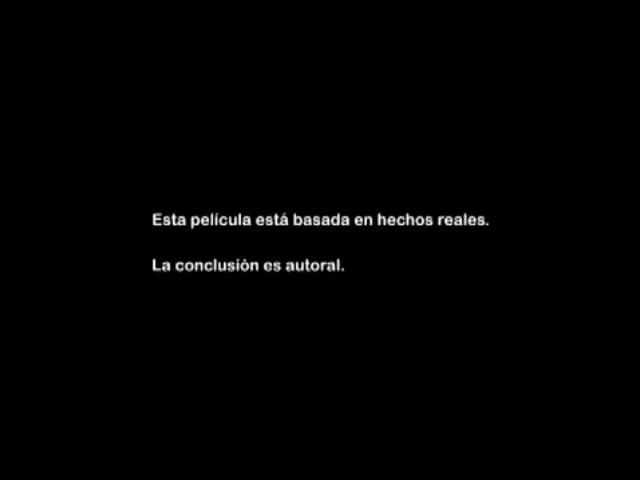 Esta película está basada en hechos reales.
La conclusión es autoral.